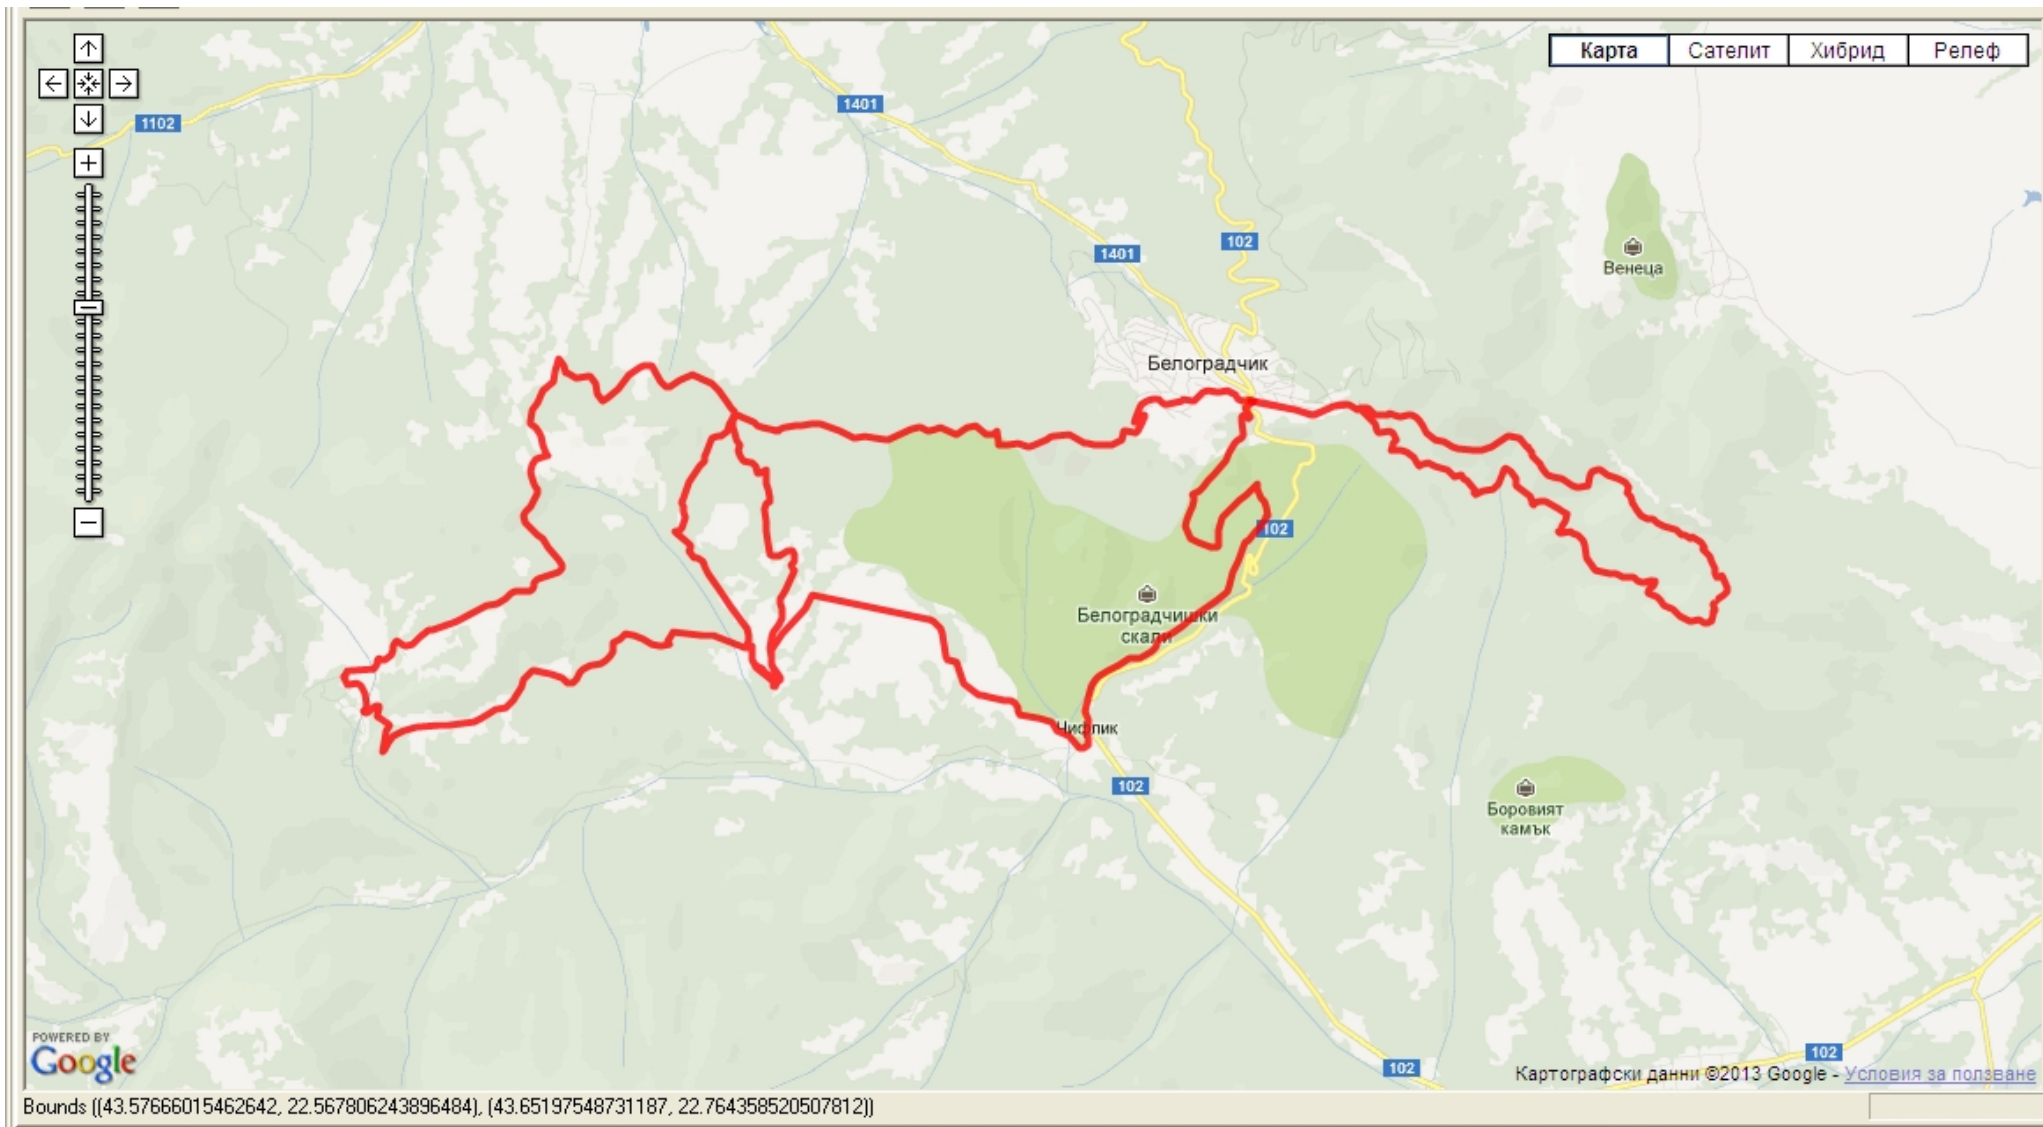 Карта Сателит Хибрид Релеф
1401
1102
102
1401
Венеца
Белоградчик
102
Белоградчишки
скали
Чифлик
102
Боровият
камък
POWERED BY
Google
102
102
Картографски данни ©2013 Google - Условия за ползване
Bounds ((43.57666015462642, 22.567806243896484), (43.65197548731187, 22.764358520507812))